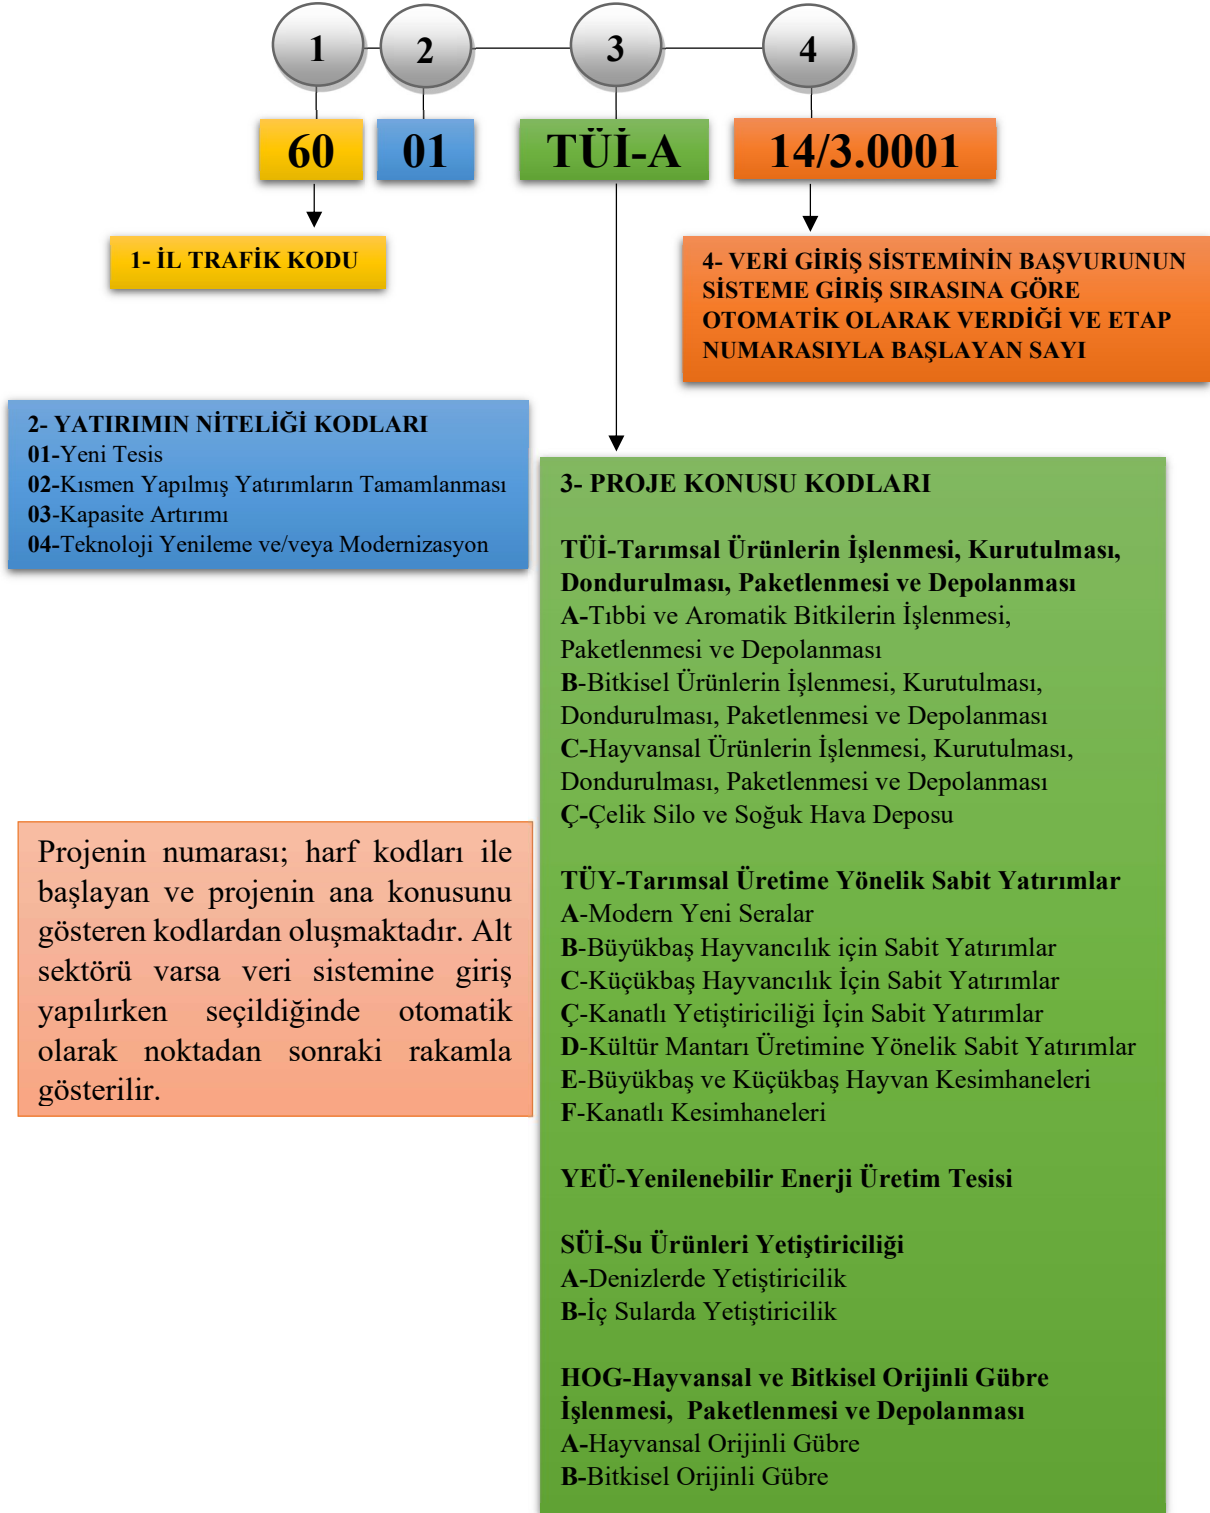 1
2
3
4
60
01
TÜİ-A
14/3.0001
1- İL TRAFİK KODU
4- VERİ GİRİŞ SİSTEMİNİN BAŞVURUNUN
SİSTEME GİRİŞ SIRASINA GÖRE
OTOMATİK OLARAK VERDİĞİ VE ETAP
NUMARASIYLA BAŞLAYAN SAYI
2- YATIRIMIN NİTELİĞİ KODLARI
01-Yeni Tesis
02-Kısmen Yapılmış Yatırımların Tamamlanması
03-Kapasite Artırımı
04-Teknoloji Yenileme ve/veya Modernizasyon
3- PROJE KONUSU KODLARI
TÜİ-Tarımsal Ürünlerin İşlenmesi, Kurutulması,
Dondurulması, Paketlenmesi ve Depolanması
A-Tıbbi ve Aromatik Bitkilerin İşlenmesi,
Paketlenmesi ve Depolanması
B-Bitkisel Ürünlerin İşlenmesi, Kurutulması,
Dondurulması, Paketlenmesi ve Depolanması
C-Hayvansal Ürünlerin İşlenmesi, Kurutulması,
Dondurulması, Paketlenmesi ve Depolanması
Ç-Çelik Silo ve Soğuk Hava Deposu
TÜY-Tarımsal Üretime Yönelik Sabit Yatırımlar
A-Modern Yeni Seralar
B-Büyükbaş Hayvancılık için Sabit Yatırımlar
C-Küçükbaş Hayvancılık İçin Sabit Yatırımlar
Ç-Kanatlı Yetiştiriciliği İçin Sabit Yatırımlar
D-Kültür Mantarı Üretimine Yönelik Sabit Yatırımlar
E-Büyükbaş ve Küçükbaş Hayvan Kesimhaneleri
F-Kanatlı Kesimhaneleri
YEÜ-Yenilenebilir Enerji Üretim Tesisi
SÜİ-Su Ürünleri Yetiştiriciliği
A-Denizlerde Yetiştiricilik
B-İç Sularda Yetiştiricilik
HOG-Hayvansal ve Bitkisel Orijinli Gübre
İşlenmesi, Paketlenmesi ve Depolanması
A-Hayvansal Orijinli Gübre
B-Bitkisel Orijinli Gübre
Projenin numarası; harf kodları ile
başlayan ve projenin ana konusunu
gösteren kodlardan oluşmaktadır. Alt
sektörü varsa veri sistemine giriş
yapılırken seçildiğinde otomatik
olarak noktadan sonraki rakamla
gösterilir.